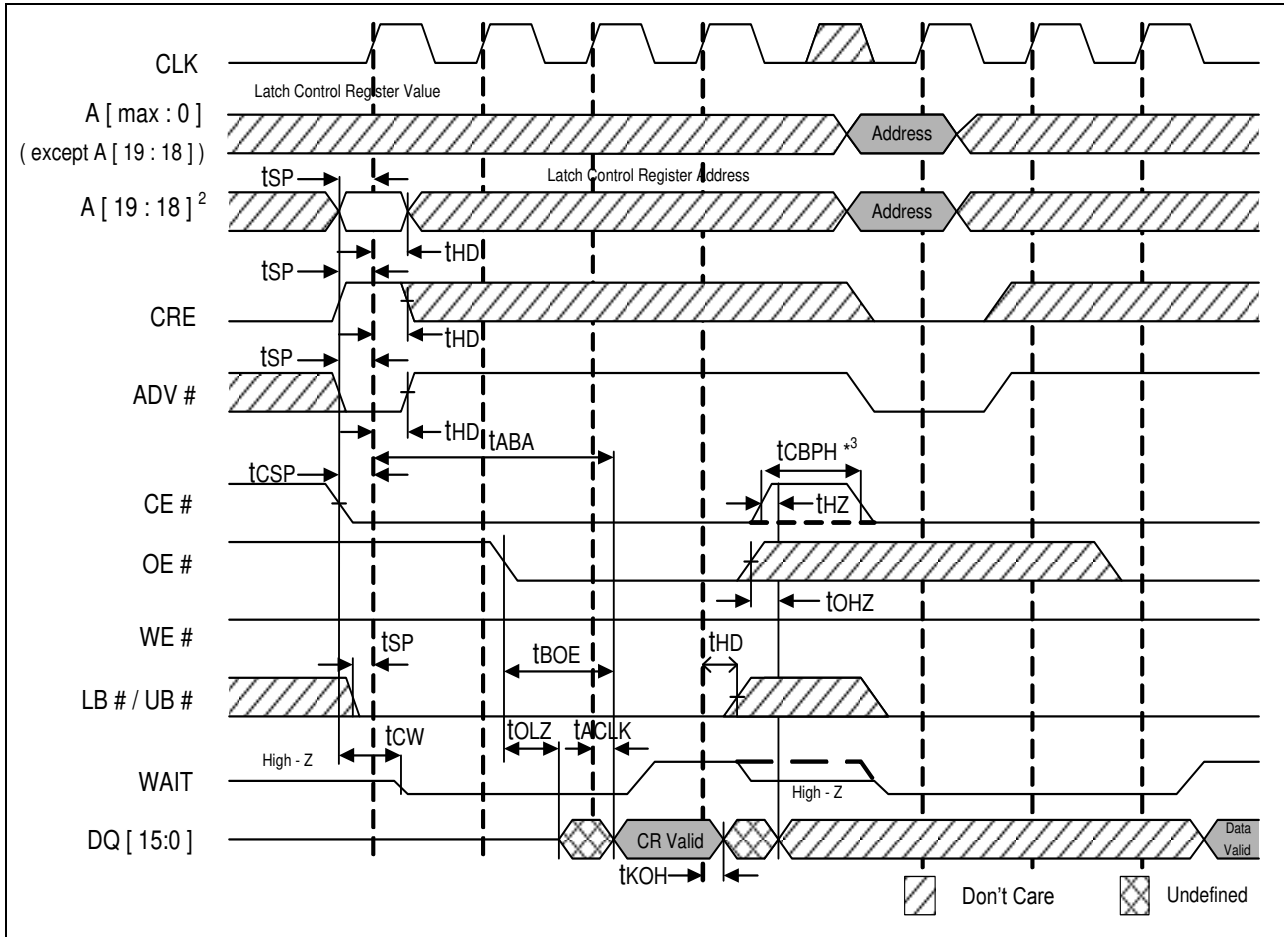 CLK
Latch Control Register Value
A [ max : 0 ]
( except A [ 19 : 18 ] )
Address
tSP
Latch Control Register Address
A [ 19 : 18 ] 2
Address
tHD
tSP
CRE
tHD
tSP
ADV #
tHD
tABA
tCBPH *3
tCSP
CE #
tHZ
OE #
tOHZ
WE #
tSP
tBOE
tHD
LB # / UB #
tCW
tOLZ
tACLK
High - Z
WAIT
High - Z
DQ [ 15:0 ]
CR Valid
Data
Valid
tKOH
Don't Care
Undefined